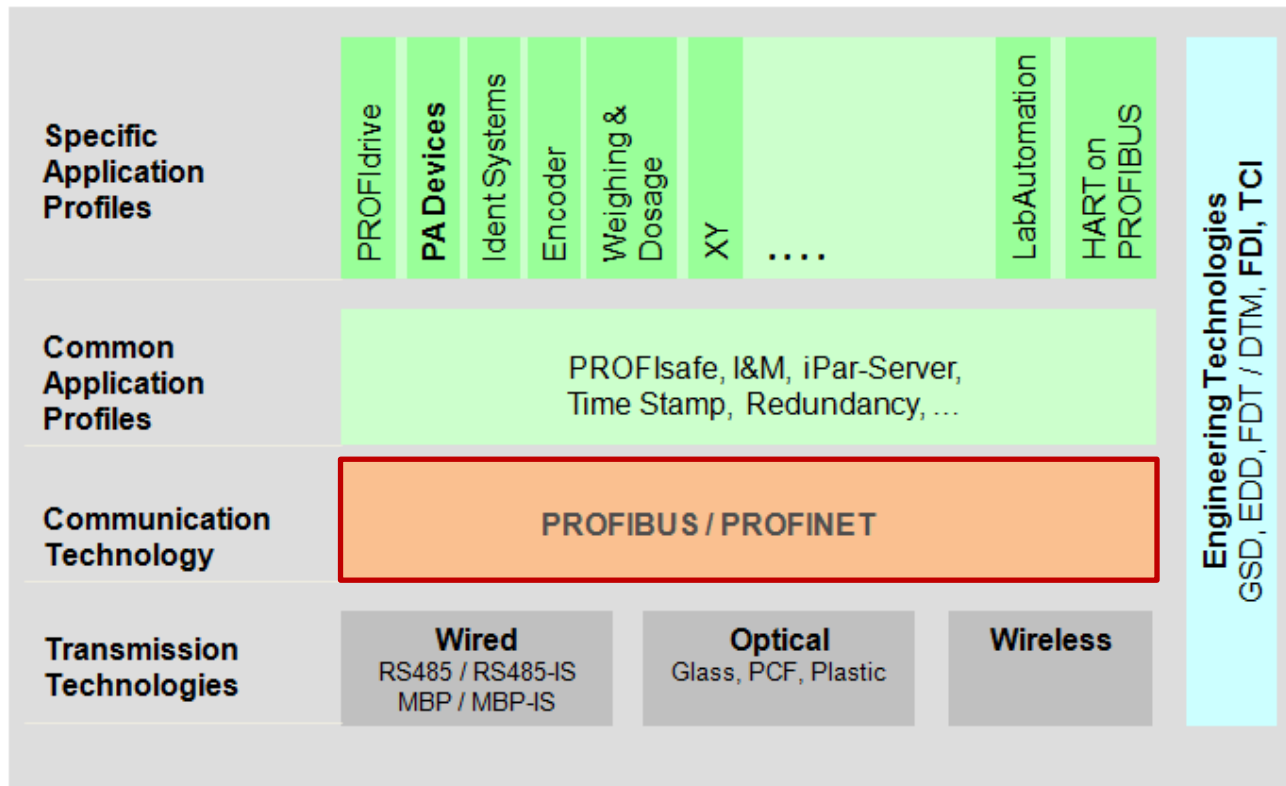 Specific
Application
Profiles
PROFIdrive
PA Devices
Ident Systems
Encoder
Weighing &
Dosage
XY
....
LabAutomation
HART on
PROFIBUS
Common
Application
Profiles
PROFIsafe, I&M, iPar-Server,
Time Stamp, Redundancy, ...
Communication
Technology
PROFIBUS / PROFINET
Transmission
Technologies
Wired
RS485 / RS485-IS
MBP / MBP-IS
Optical
Glass, PCF, Plastic
Wireless
Engineering Technologies
GSD, EDD, FDT / DTM, FDI, TCI